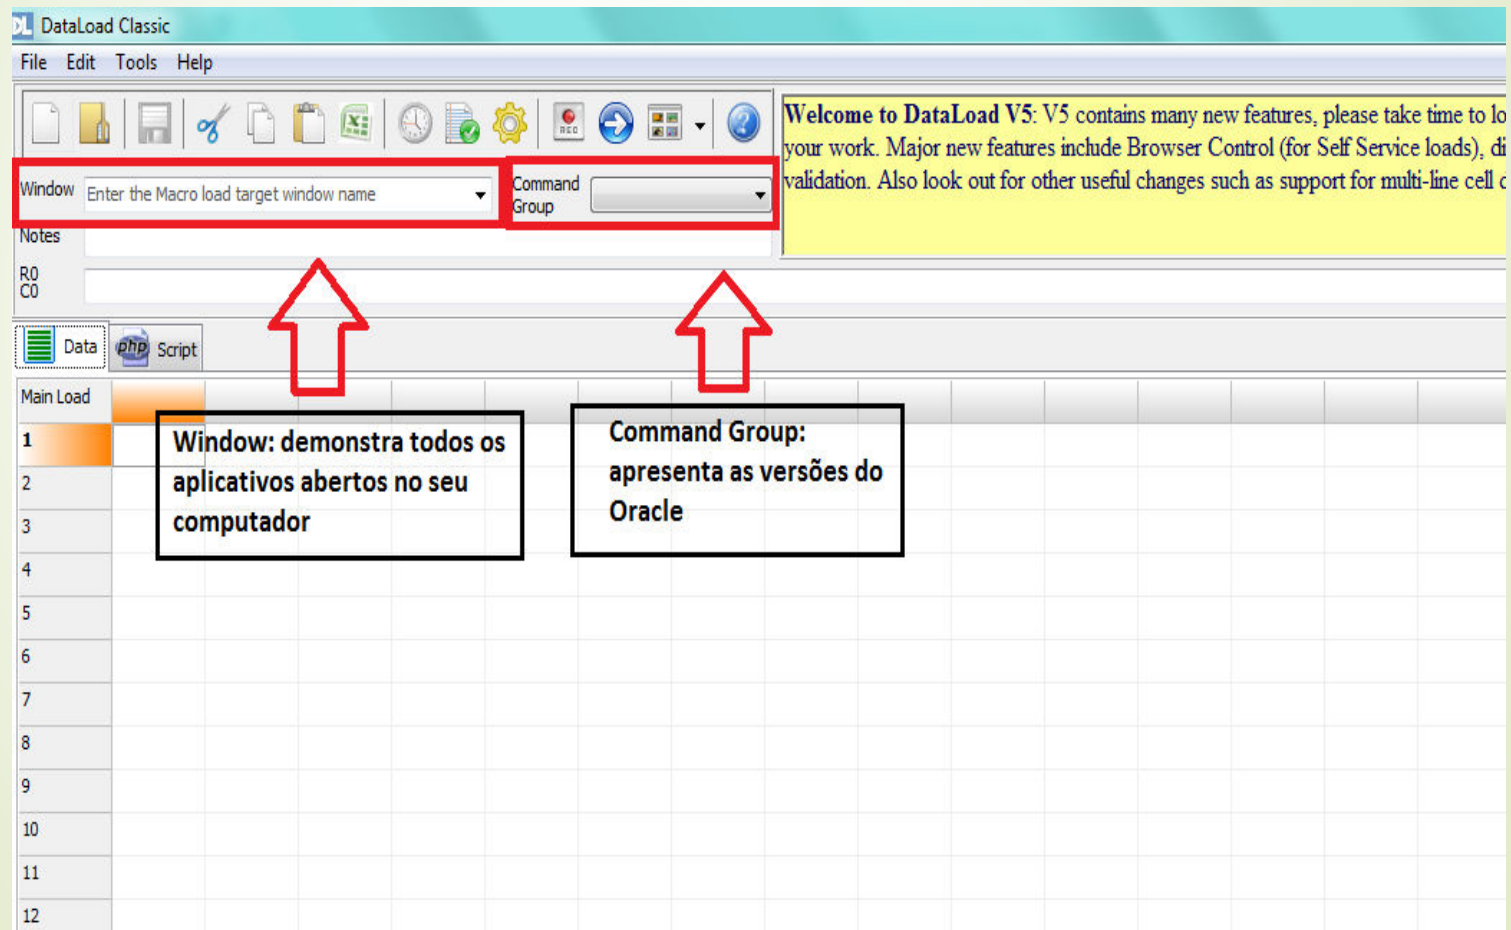 DL DataLoad Classic
File Edit Tools Help
REC
Welcome to DataLoad V5: V5 contains many new features, please take time to lo
your work. Major new features include Browser Control (for Self Service loads), di
validation. Also look out for other useful changes such as support for multi-line cell c
Window Enter the Macro load target window name
Command
Group
Notes
R0
C0
Data php Script
Main Load
Window: demonstra todos os
aplicativos abertos no seu
computador
Command Group:
apresenta as versões do
Oracle
1
2
3
4
5
6
7
8
9
10
11
12